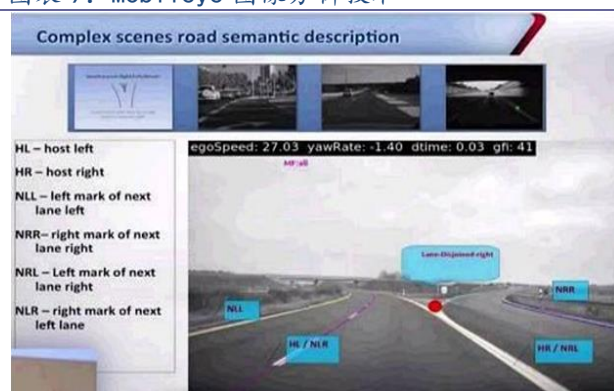 Complex scenes road semantic description
HL – host left
HR – host right
NLL – left mark of next
lane left
NRR– right mark of next
lane right
NRL – Left mark of next
lane right
NLR – right mark of next
left lane
egoSpeed: 27.03 yawRate: -1.40 dtime: 0.03 gfi: 41
Lane-Disjoined-right
NLL
NRR
HL / NLR
HR / NRL